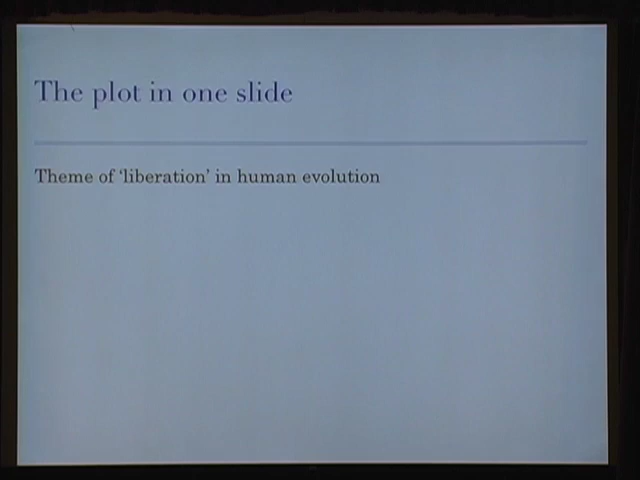 The plot in one slide
Theme of ‘liberation’ in human evolution